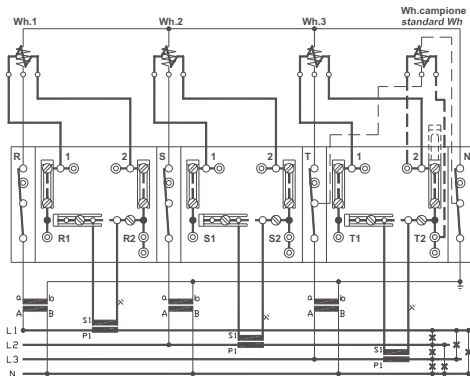 Wh.campione
Wh.1 Wh.2 Wh.3 standard Wh
R 1 2 S 1 2 T 1 2 N
R1 R2 S1 S2 T1 T2
a b a b a b
A B A B A B
S1
L1
P1
S1
L2
P1
S1
L3
P1
N